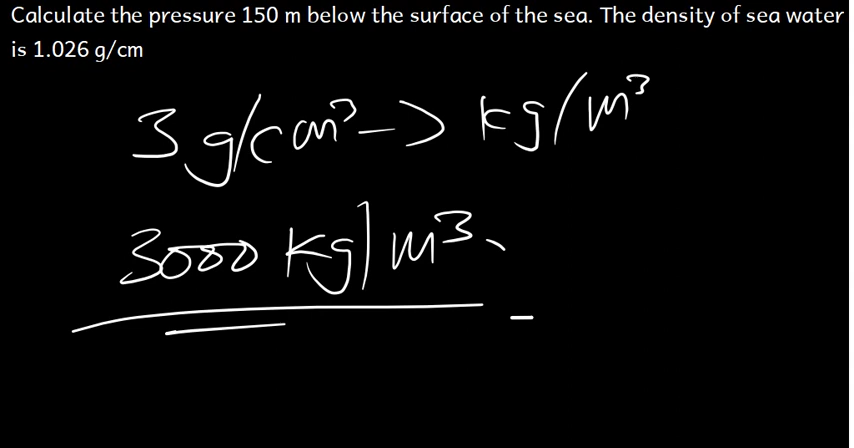 Calculate the pressure 150 m below the surface of the sea. The density of sea water
is 1.026 g/cm
3 g/cm³ -> kg/m³
3000 kg/m³.